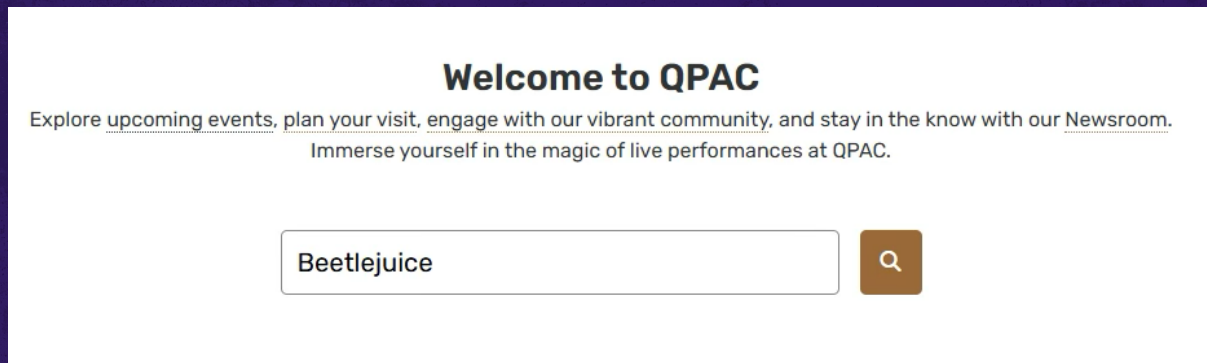 Welcome to QPAC
Explore upcoming events, plan your visit, engage with our vibrant community, and stay in the know with our Newsroom.
Immerse yourself in the magic of live performances at QPAC.
Beetlejuice